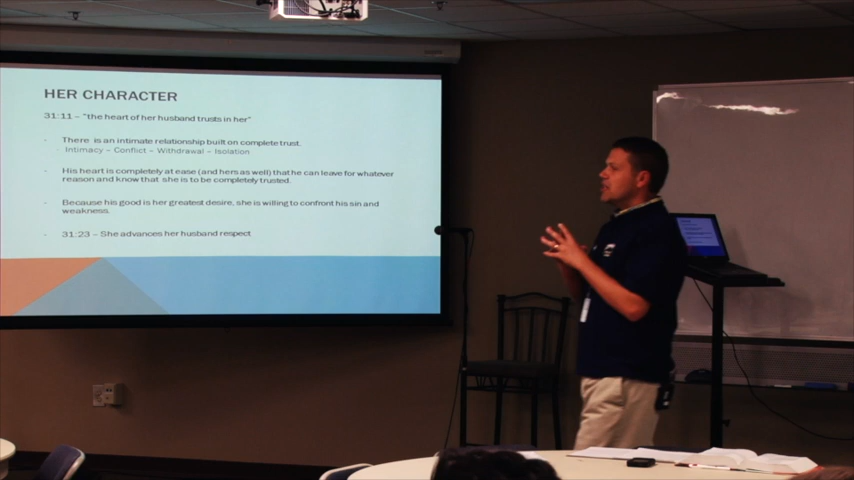 HER CHARACTER
31:11 – "the heart of her husband trusts in her"
- There is an intimate relationship built on complete trust.
- Intimacy – Conflict – Withdrawal – Isolation
- His heart is completely at ease (and hers as well) that he can leave for whatever
reason and know that she is to be completely trusted.
- Because his good is her greatest desire, she is willing to confront his sin and
weakness.
- 31:23 – She advances her husband respect